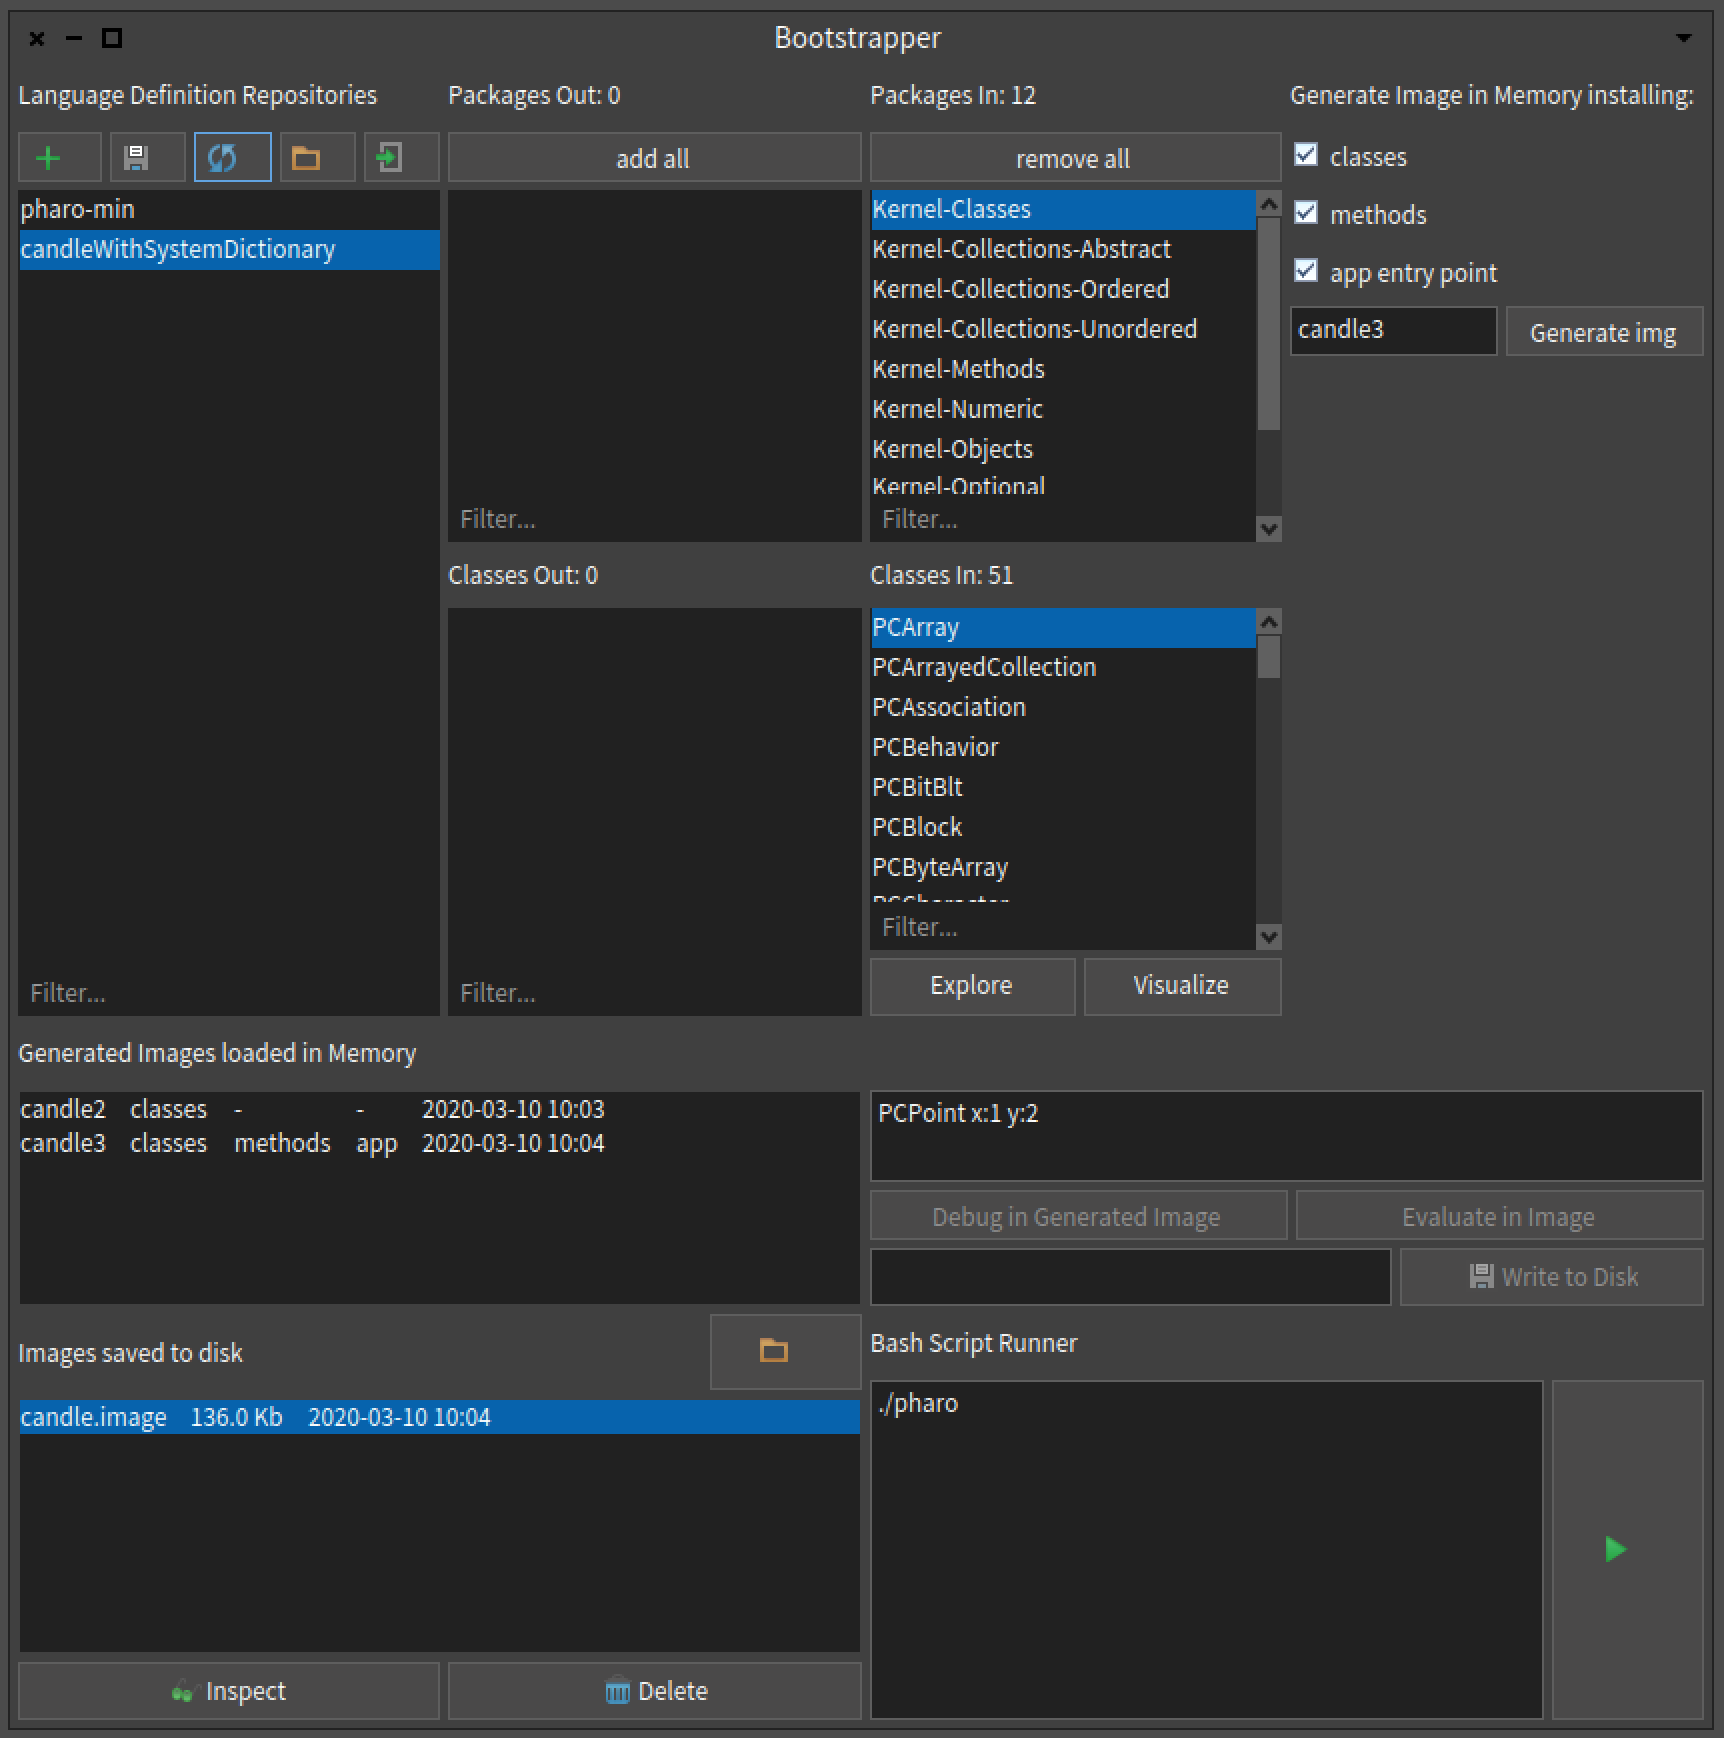 Bootstrapper
Language Definition Repositories
Packages Out: 0
Packages In: 12
Generate Image in Memory installing:
add all
remove all
classes
methods
app entry point
candle3
Generate img
pharo-min
candleWithSystemDictionary
Filter...
Filter...
Kernel-Classes
Kernel-Collections-Abstract
Kernel-Collections-Ordered
Kernel-Collections-Unordered
Kernel-Methods
Kernel-Numeric
Kernel-Objects
Kernel-Optional
Filter...
Classes Out: 0
Filter...
Classes In: 51
PCArray
PCArrayedCollection
PCAssociation
PCBehavior
PCBitBlt
PCBlock
PCByteArray
PCCharacter
Filter...
Explore
Visualize
Generated Images loaded in Memory
candle2 classes - - 2020-03-10 10:03
candle3 classes methods app 2020-03-10 10:04
PCPoint x:1 y:2
Debug in Generated Image
Evaluate in Image
Write to Disk
Images saved to disk
candle.image 136.0 Kb 2020-03-10 10:04
Inspect
Delete
Bash Script Runner
./pharo